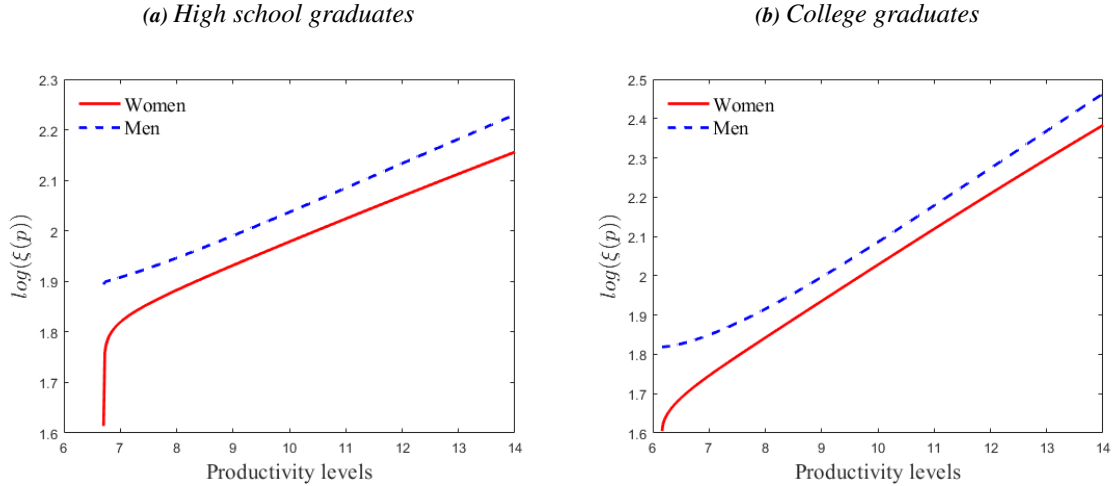 (a) High school graduates
2.3
2.2
2.1
2
1.9
1.8
1.7
1.6
log(ξ(p))
Women
Men
6 7 8 9 10 11 12 13 14
Productivity levels
(b) College graduates
2.5
2.4
2.3
2.2
2.1
2
1.9
1.8
1.7
1.6
log(ξ(p))
Women
Men
6 7 8 9 10 11 12 13 14
Productivity levels